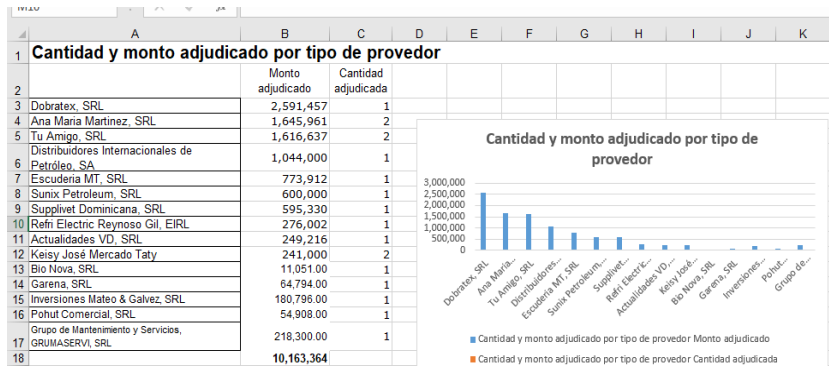 M10
A B C D E F G H I J K
1 Cantidad y monto adjudicado por tipo de provedor
2 Monto adjudicado Cantidad adjudicada
3 Dobratex, SRL 2,591,457 1
4 Ana Maria Martinez, SRL 1,645,961 2
5 Tu Amigo, SRL 1,616,637 2
6 Distribuidores Internacionales de Petróleo, SA 1,044,000 1
7 Escuderia MT, SRL 773,912 1
8 Sunix Petroleum, SRL 600,000 1
9 Supplivet Dominicana, SRL 595,330 1
10 Refri Electric Reynoso Gil, EIRL 276,002 1
11 Actualidades VD, SRL 249,216 1
12 Keisy José Mercado Taty 241,000 2
13 Bio Nova, SRL 11,051.00 1
14 Garena, SRL 64,794.00 1
15 Inversiones Mateo & Galvez, SRL 180,796.00 1
16 Pohut Comercial, SRL 54,908.00 1
17 Grupo de Mantenimiento y Servicios, GRUMASERVI, SRL 218,300.00 1
18 10,163,364
Cantidad y monto adjudicado por tipo de
provedor
3,000,000
2,500,000
2,000,000
1,500,000
1,000,000
500,000
0
Dobratex, SRL
Ana Maria...
Tu Amigo, SRL
Distribuidores...
Escuderia MT, SRL
Sunix Petroleum,...
Supplivet...
Refri Electric...
Actualidades VD,...
Keisy José...
Bio Nova, SRL
Garena, SRL
Inversiones...
Pohut...
Grupo de...
Cantidad y monto adjudicado por tipo de provedor Monto adjudicado
Cantidad y monto adjudicado por tipo de provedor Cantidad adjudicada